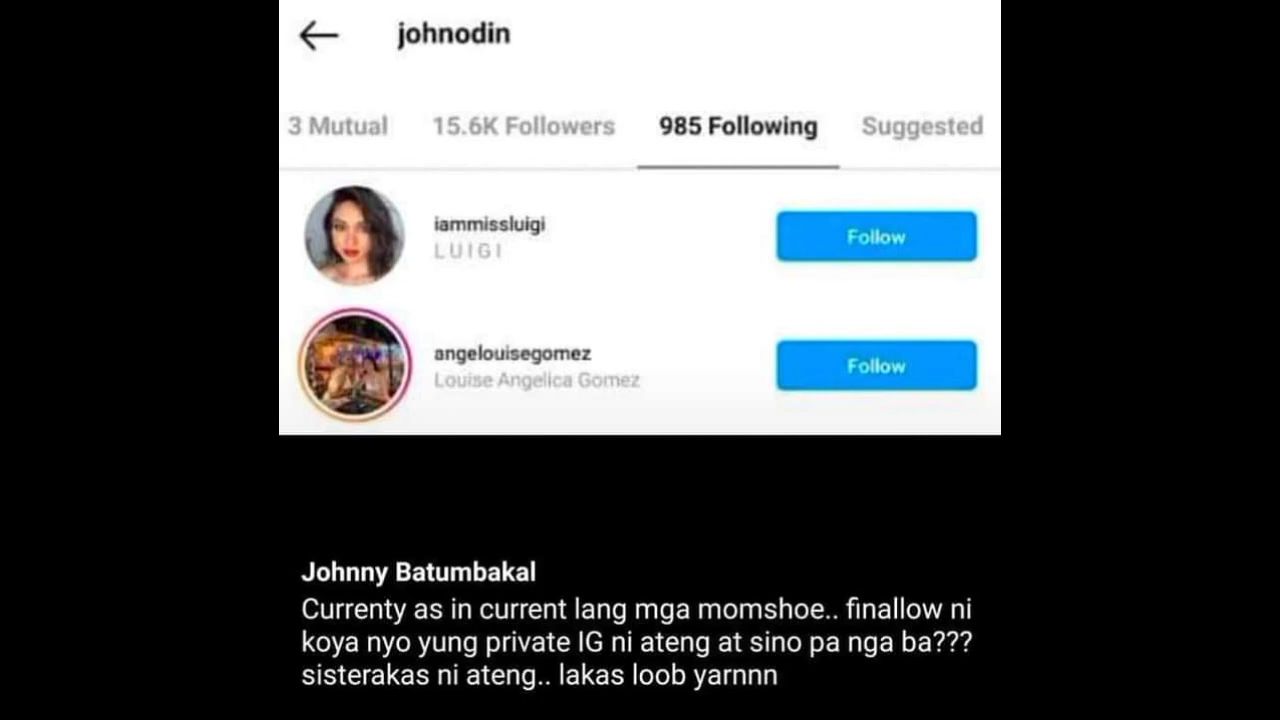 johnodin
3 Mutual 15.6K Followers 985 Following Suggested
iammissluigi
L U I G I
Follow
angelouisegomez
Louise Angelica Gomez
Follow
Johnny Batumbakal
Currenty as in current lang mga momshoe.. finallow ni
koya nyo yung private IG ni ateng at sino pa nga ba???
sisterakas ni ateng.. lakas loob yarnnn